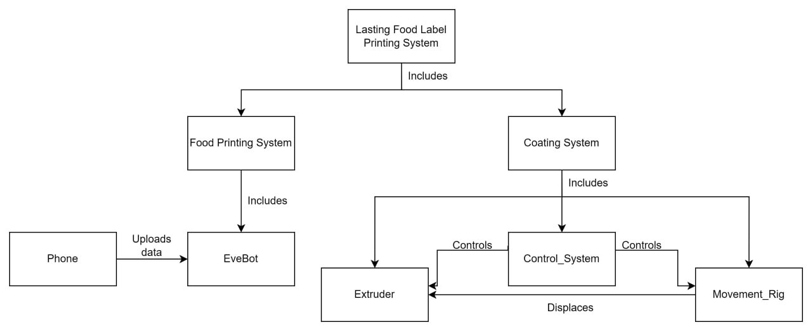 Lasting Food Label
Printing System
Includes
Food Printing System
Coating System
Includes
Includes
Phone
Uploads
data
EveBot
Controls
Control_System
Controls
Extruder
Movement_Rig
Displaces